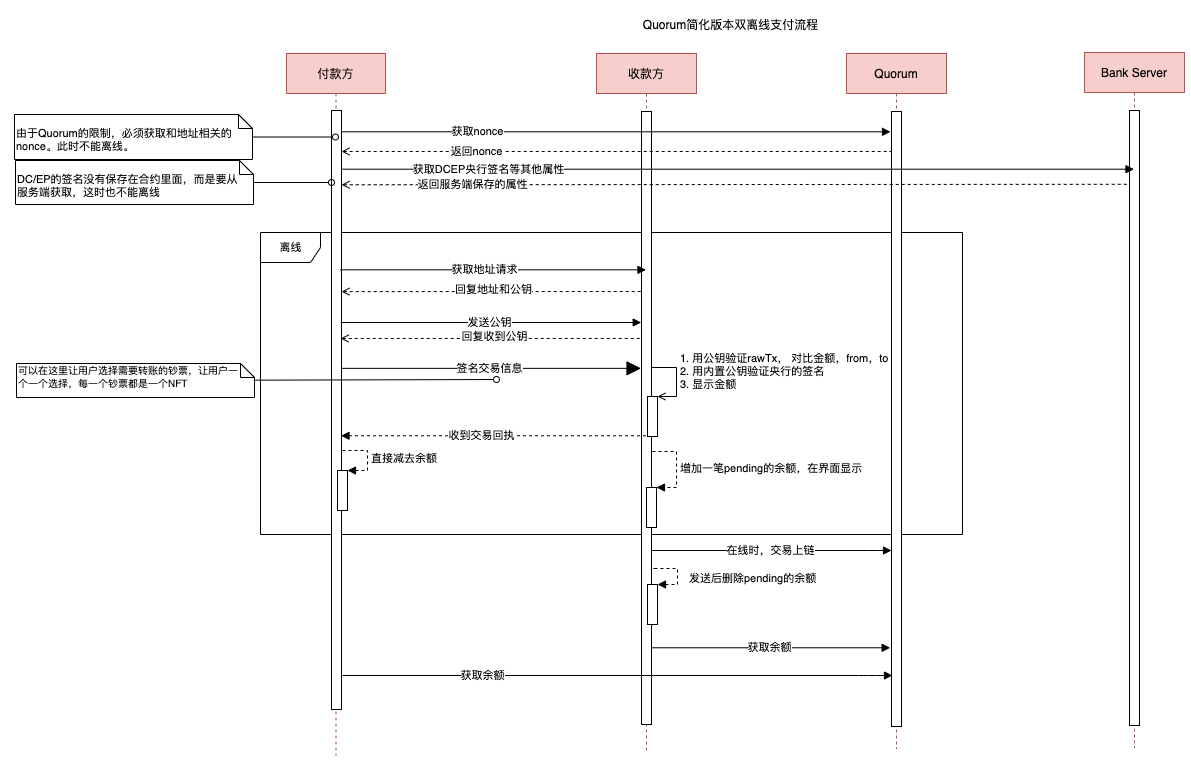 Quorum简化版本双离线支付流程
付款方
收款方
Quorum
Bank Server
由于Quorum的限制，必须获取和地址相关的
nonce。此时不能离线。
获取nonce
返回nonce
DC/EP的签名没有保存在合约里面，而是要从
服务端获取，这时也不能离线
获取DCEP央行签名等其他属性
返回服务端保存的属性
离线
获取地址请求
回复地址和公钥
发送公钥
回复收到公钥
可以在这里让用户选择需要转账的钞票，让用户一
个一个选择，每一个钞票都是一个NFT
签名交易信息
1. 用公钥验证rawTx， 对比金额，from，to
2. 用内置公钥验证央行的签名
3. 显示金额
收到交易回执
直接减去余额
增加一笔pending的余额，在界面显示
在线时，交易上链
发送后删除pending的余额
获取余额
获取余额